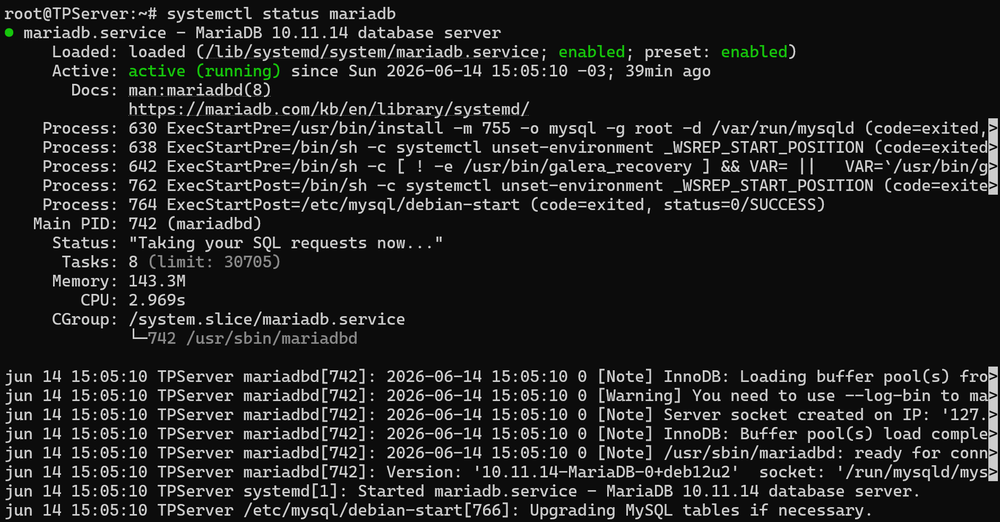 root@TPServer:~# systemctl status mariadb
● mariadb.service - MariaDB 10.11.14 database server
Loaded: loaded (/lib/systemd/system/mariadb.service; enabled; preset: enabled)
Active: active (running) since Sun 2026-06-14 15:05:10 -03; 39min ago
Docs: man:mariadbd(8)
https://mariadb.com/kb/en/library/systemd/
Process: 630 ExecStartPre=/usr/bin/install -m 755 -o mysql -g root -d /var/run/mysqld (code=exited,>
Process: 638 ExecStartPre=/bin/sh -c systemctl unset-environment _WSREP_START_POSITION (code=exited>
Process: 642 ExecStartPre=/bin/sh -c [ ! -e /usr/bin/galera_recovery ] && VAR= ||   VAR=`/usr/bin/g>
Process: 762 ExecStartPost=/bin/sh -c systemctl unset-environment _WSREP_START_POSITION (code=exite>
Process: 764 ExecStartPost=/etc/mysql/debian-start (code=exited, status=0/SUCCESS)
Main PID: 742 (mariadbd)
Status: "Taking your SQL requests now..."
Tasks: 8 (limit: 30705)
Memory: 143.3M
CPU: 2.969s
CGroup: /system.slice/mariadb.service
└─742 /usr/sbin/mariadbd
jun 14 15:05:10 TPServer mariadbd[742]: 2026-06-14 15:05:10 0 [Note] InnoDB: Loading buffer pool(s) fro>
jun 14 15:05:10 TPServer mariadbd[742]: 2026-06-14 15:05:10 0 [Warning] You need to use --log-bin to ma>
jun 14 15:05:10 TPServer mariadbd[742]: 2026-06-14 15:05:10 0 [Note] Server socket created on IP: '127.>
jun 14 15:05:10 TPServer mariadbd[742]: 2026-06-14 15:05:10 0 [Note] InnoDB: Buffer pool(s) load comple>
jun 14 15:05:10 TPServer mariadbd[742]: 2026-06-14 15:05:10 0 [Note] /usr/sbin/mariadbd: ready for conn>
jun 14 15:05:10 TPServer mariadbd[742]: Version: '10.11.14-MariaDB-0+deb12u2'  socket: '/run/mysqld/mys>
jun 14 15:05:10 TPServer systemd[1]: Started mariadb.service - MariaDB 10.11.14 database server.
jun 14 15:05:10 TPServer /etc/mysql/debian-start[766]: Upgrading MySQL tables if necessary.